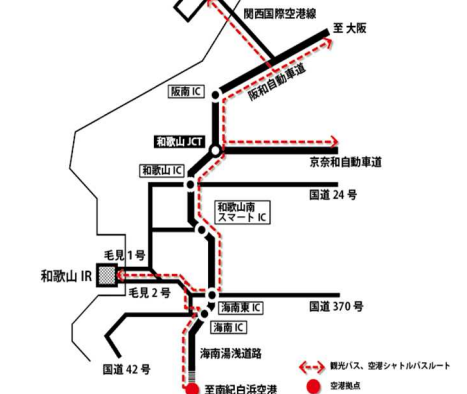 関西国際空港線
至 大阪
阪和自動車道
阪南 IC
和歌山 JCT
京奈和自動車道
和歌山 IC
国道 24 号
和歌山南
スマート IC
毛見 1 号
和歌山 IR
毛見 2 号
海南東 IC
国道 370 号
海南 IC
海南湯浅道路
国道 42 号
観光バス、空港シャトルバスルート
至南紀白浜空港
空港拠点